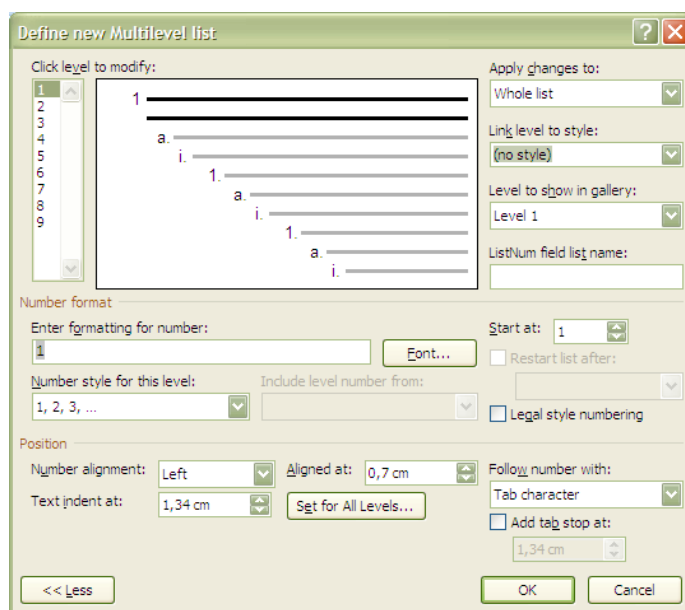 Define new Multilevel list
Click level to modify:
1
2
3
4
5
6
7
8
9
1
a.
i.
1.
a.
i.
1.
a.
i.
Apply changes to:
Whole list
Link level to style:
(no style)
Level to show in gallery:
Level 1
ListNum field list name:
Number format
Enter formatting for number:
1
Font...
Start at:
1
Restart list after:
Number style for this level:
1, 2, 3, ...
Include level number from:
Legal style numbering
Position
Number alignment:
Left
Aligned at:
0,7 cm
Text indent at:
1,34 cm
Set for All Levels...
Follow number with:
Tab character
Add tab stop at:
1,34 cm
<< Less
OK
Cancel